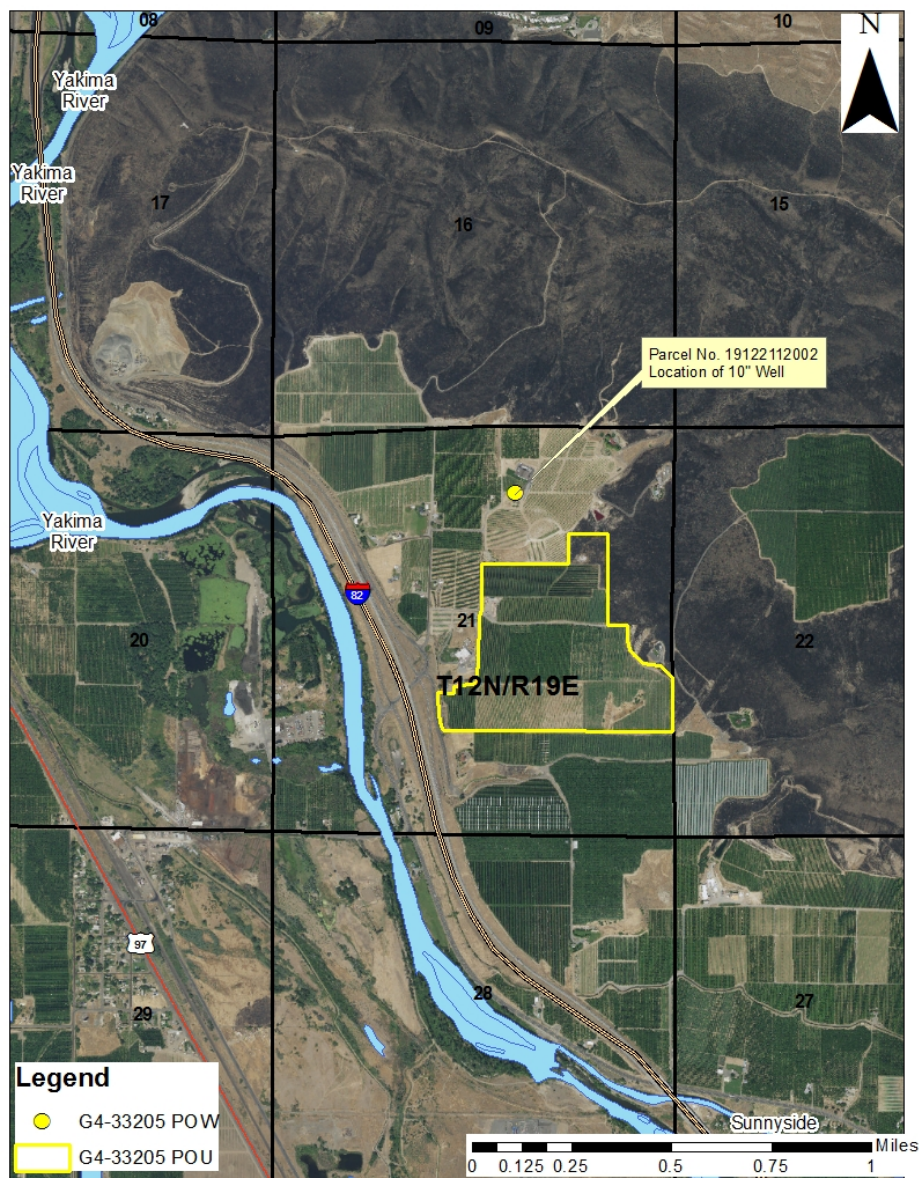 08
09
10
N
Yakima
River
Yakima
River
17
16
15
Parcel No. 19122112002
Location of 10" Well
Yakima
River
82
20
21
22
T12N/R19E
97
29
28
27
Legend
G4-33205 POW
G4-33205 POU
Sunnyside
Miles
0 0.125 0.25 0.5 0.75 1